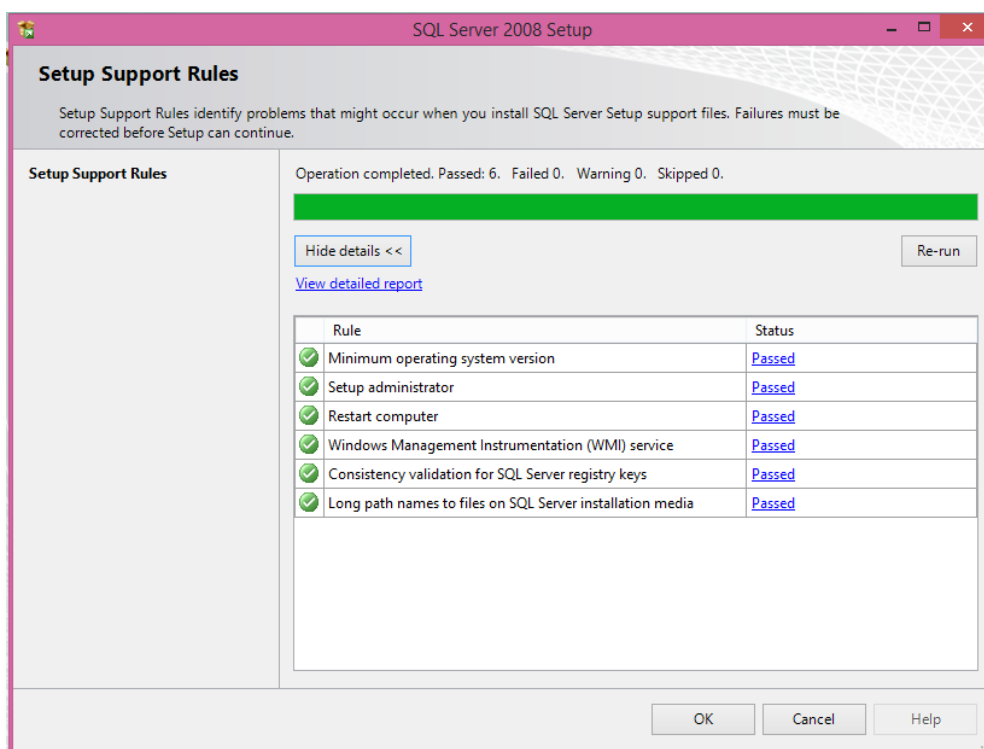 SQL Server 2008 Setup
Setup Support Rules
Setup Support Rules identify problems that might occur when you install SQL Server Setup support files. Failures must be
corrected before Setup can continue.
Setup Support Rules
Operation completed. Passed: 6.   Failed 0.   Warning 0.   Skipped 0.
Hide details <<
Re-run
View detailed report
Rule Status
Minimum operating system version Passed
Setup administrator Passed
Restart computer Passed
Windows Management Instrumentation (WMI) service Passed
Consistency validation for SQL Server registry keys Passed
Long path names to files on SQL Server installation media Passed
OK Cancel Help